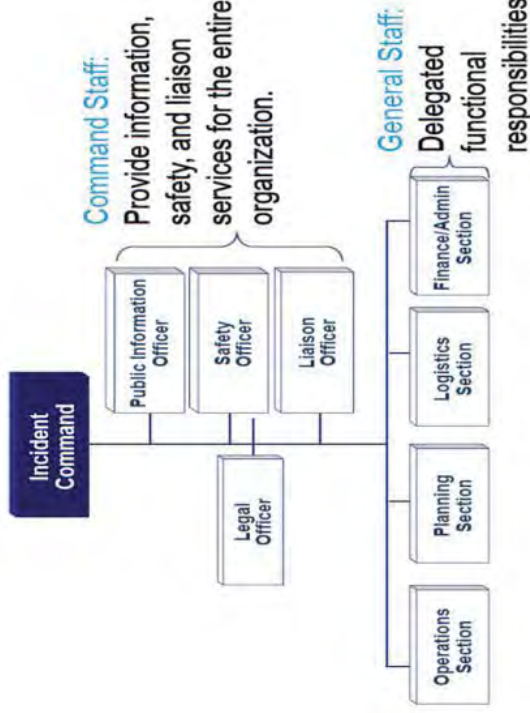 Incident
Command
Command Staff:
Provide information,
safety, and liaison
services for the entire
organization.
Public Information
Officer
Safety
Officer
Liaison
Officer
Legal
Officer
General Staff:
Delegated
functional
responsibilities
Operations
Section
Planning
Section
Logistics
Section
Finance/Admin
Section